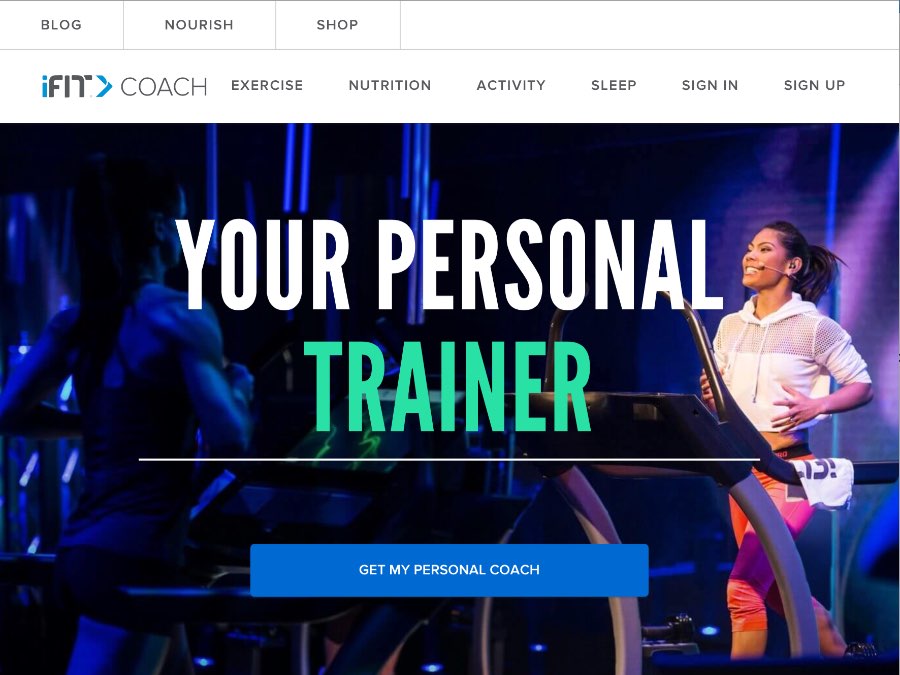 BLOG
NOURISH
SHOP
iFIT COACH
EXERCISE
NUTRITION
ACTIVITY
SLEEP
SIGN IN
SIGN UP
YOUR PERSONAL
TRAINER
GET MY PERSONAL COACH